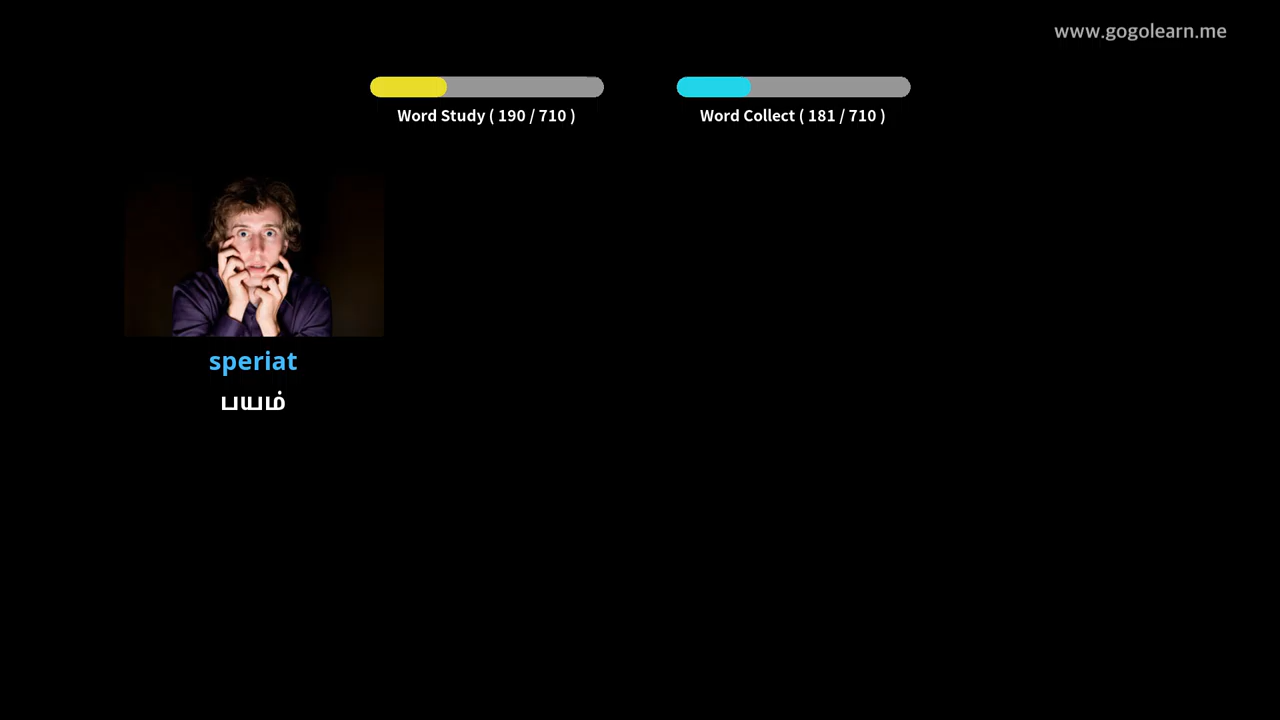 www.gogolearn.me
Word Study ( 190 / 710 )
Word Collect ( 181 / 710 )
speriat
பயம்